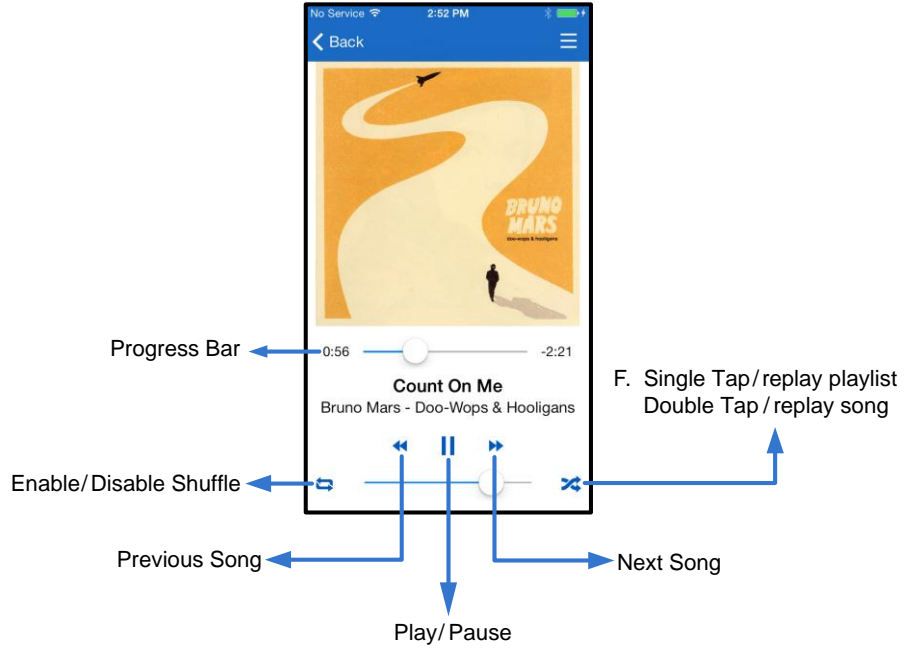 No Service 2:52 PM
Back
BRUNO
MARS
doo-wops & hooligans
Progress Bar
0:56 -2:21
Count On Me
Bruno Mars - Doo-Wops & Hooligans
F. Single Tap/replay playlist
Double Tap/replay song
Enable/Disable Shuffle
Previous Song
Next Song
Play/Pause